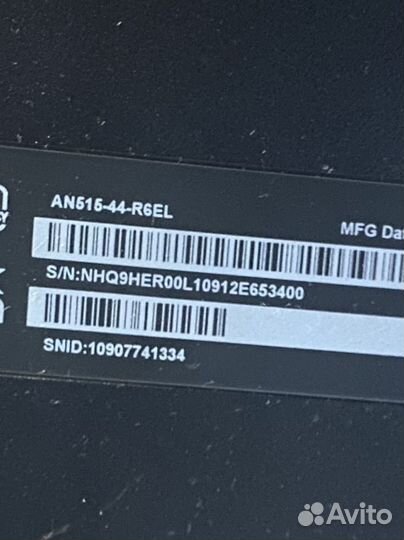 AN515-44-R6EL
MFG Da
S/N:NHQ9HER00L10912E653400
SNID:10907741334
Avito